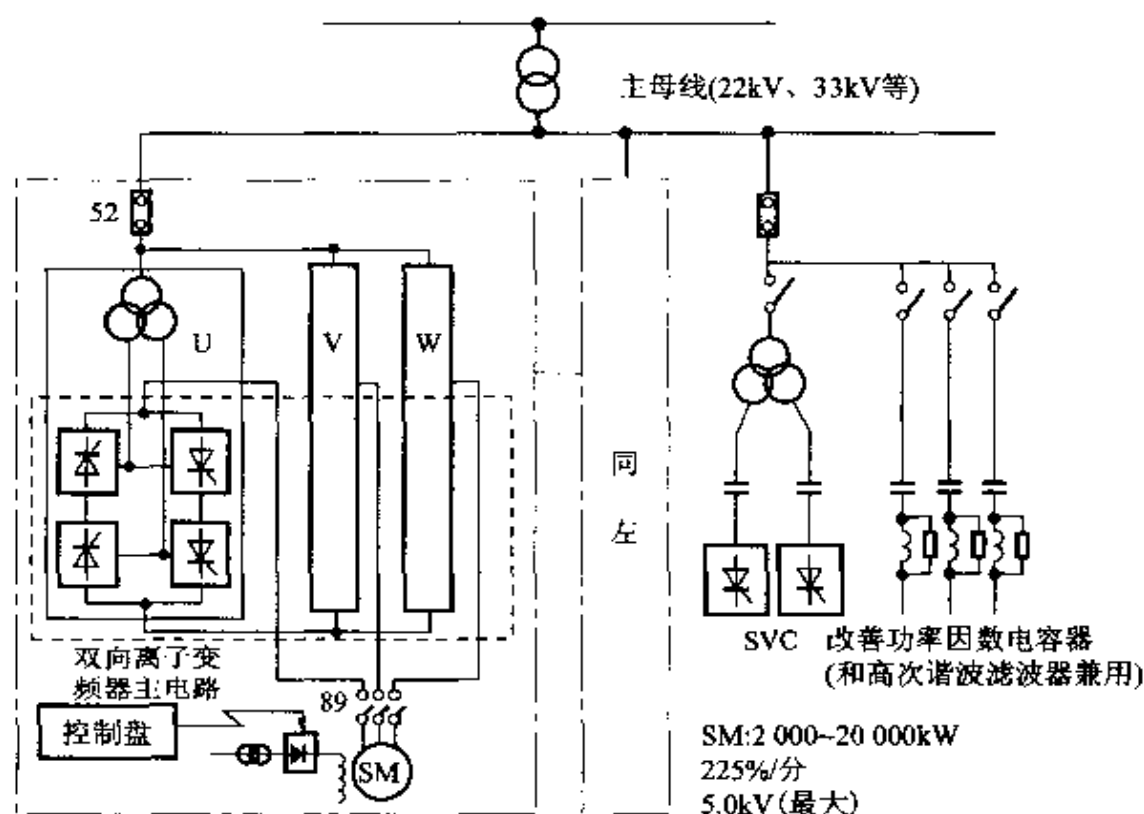 主母线(22kV、33kV等)
52
U
V
W
同
左
双向离子变
频器主电路
控制盘
89
SM
SVC
改善功率因数电容器
(和高次谐波滤波器兼用)
SM:2 000~20 000kW
225%/分
5.0kV(最大)